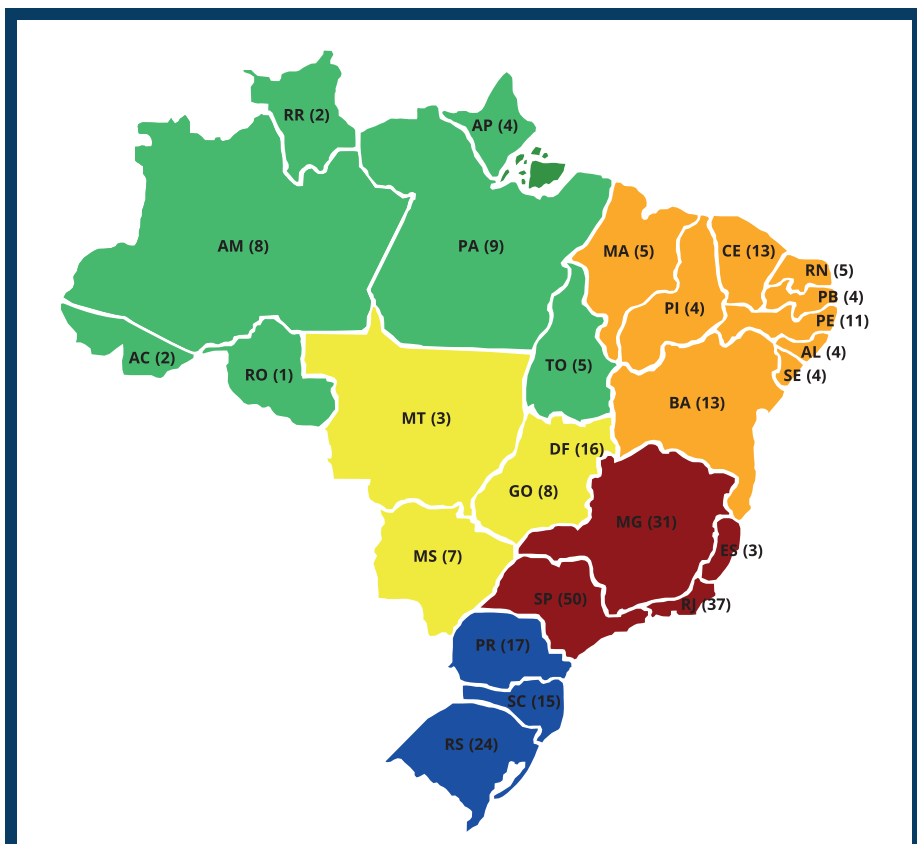 RR (2)
AP (4)
AM (8)
PA (9)
MA (5)
CE (13)
RN (5)
PB (4)
PI (4)
PE (11)
AL (4)
AC (2)
TO (5)
RO (1)
SE (4)
BA (13)
MT (3)
DF (16)
GO (8)
MG (31)
ES (3)
MS (7)
SP (50)
RJ (37)
PR (17)
SC (15)
RS (24)